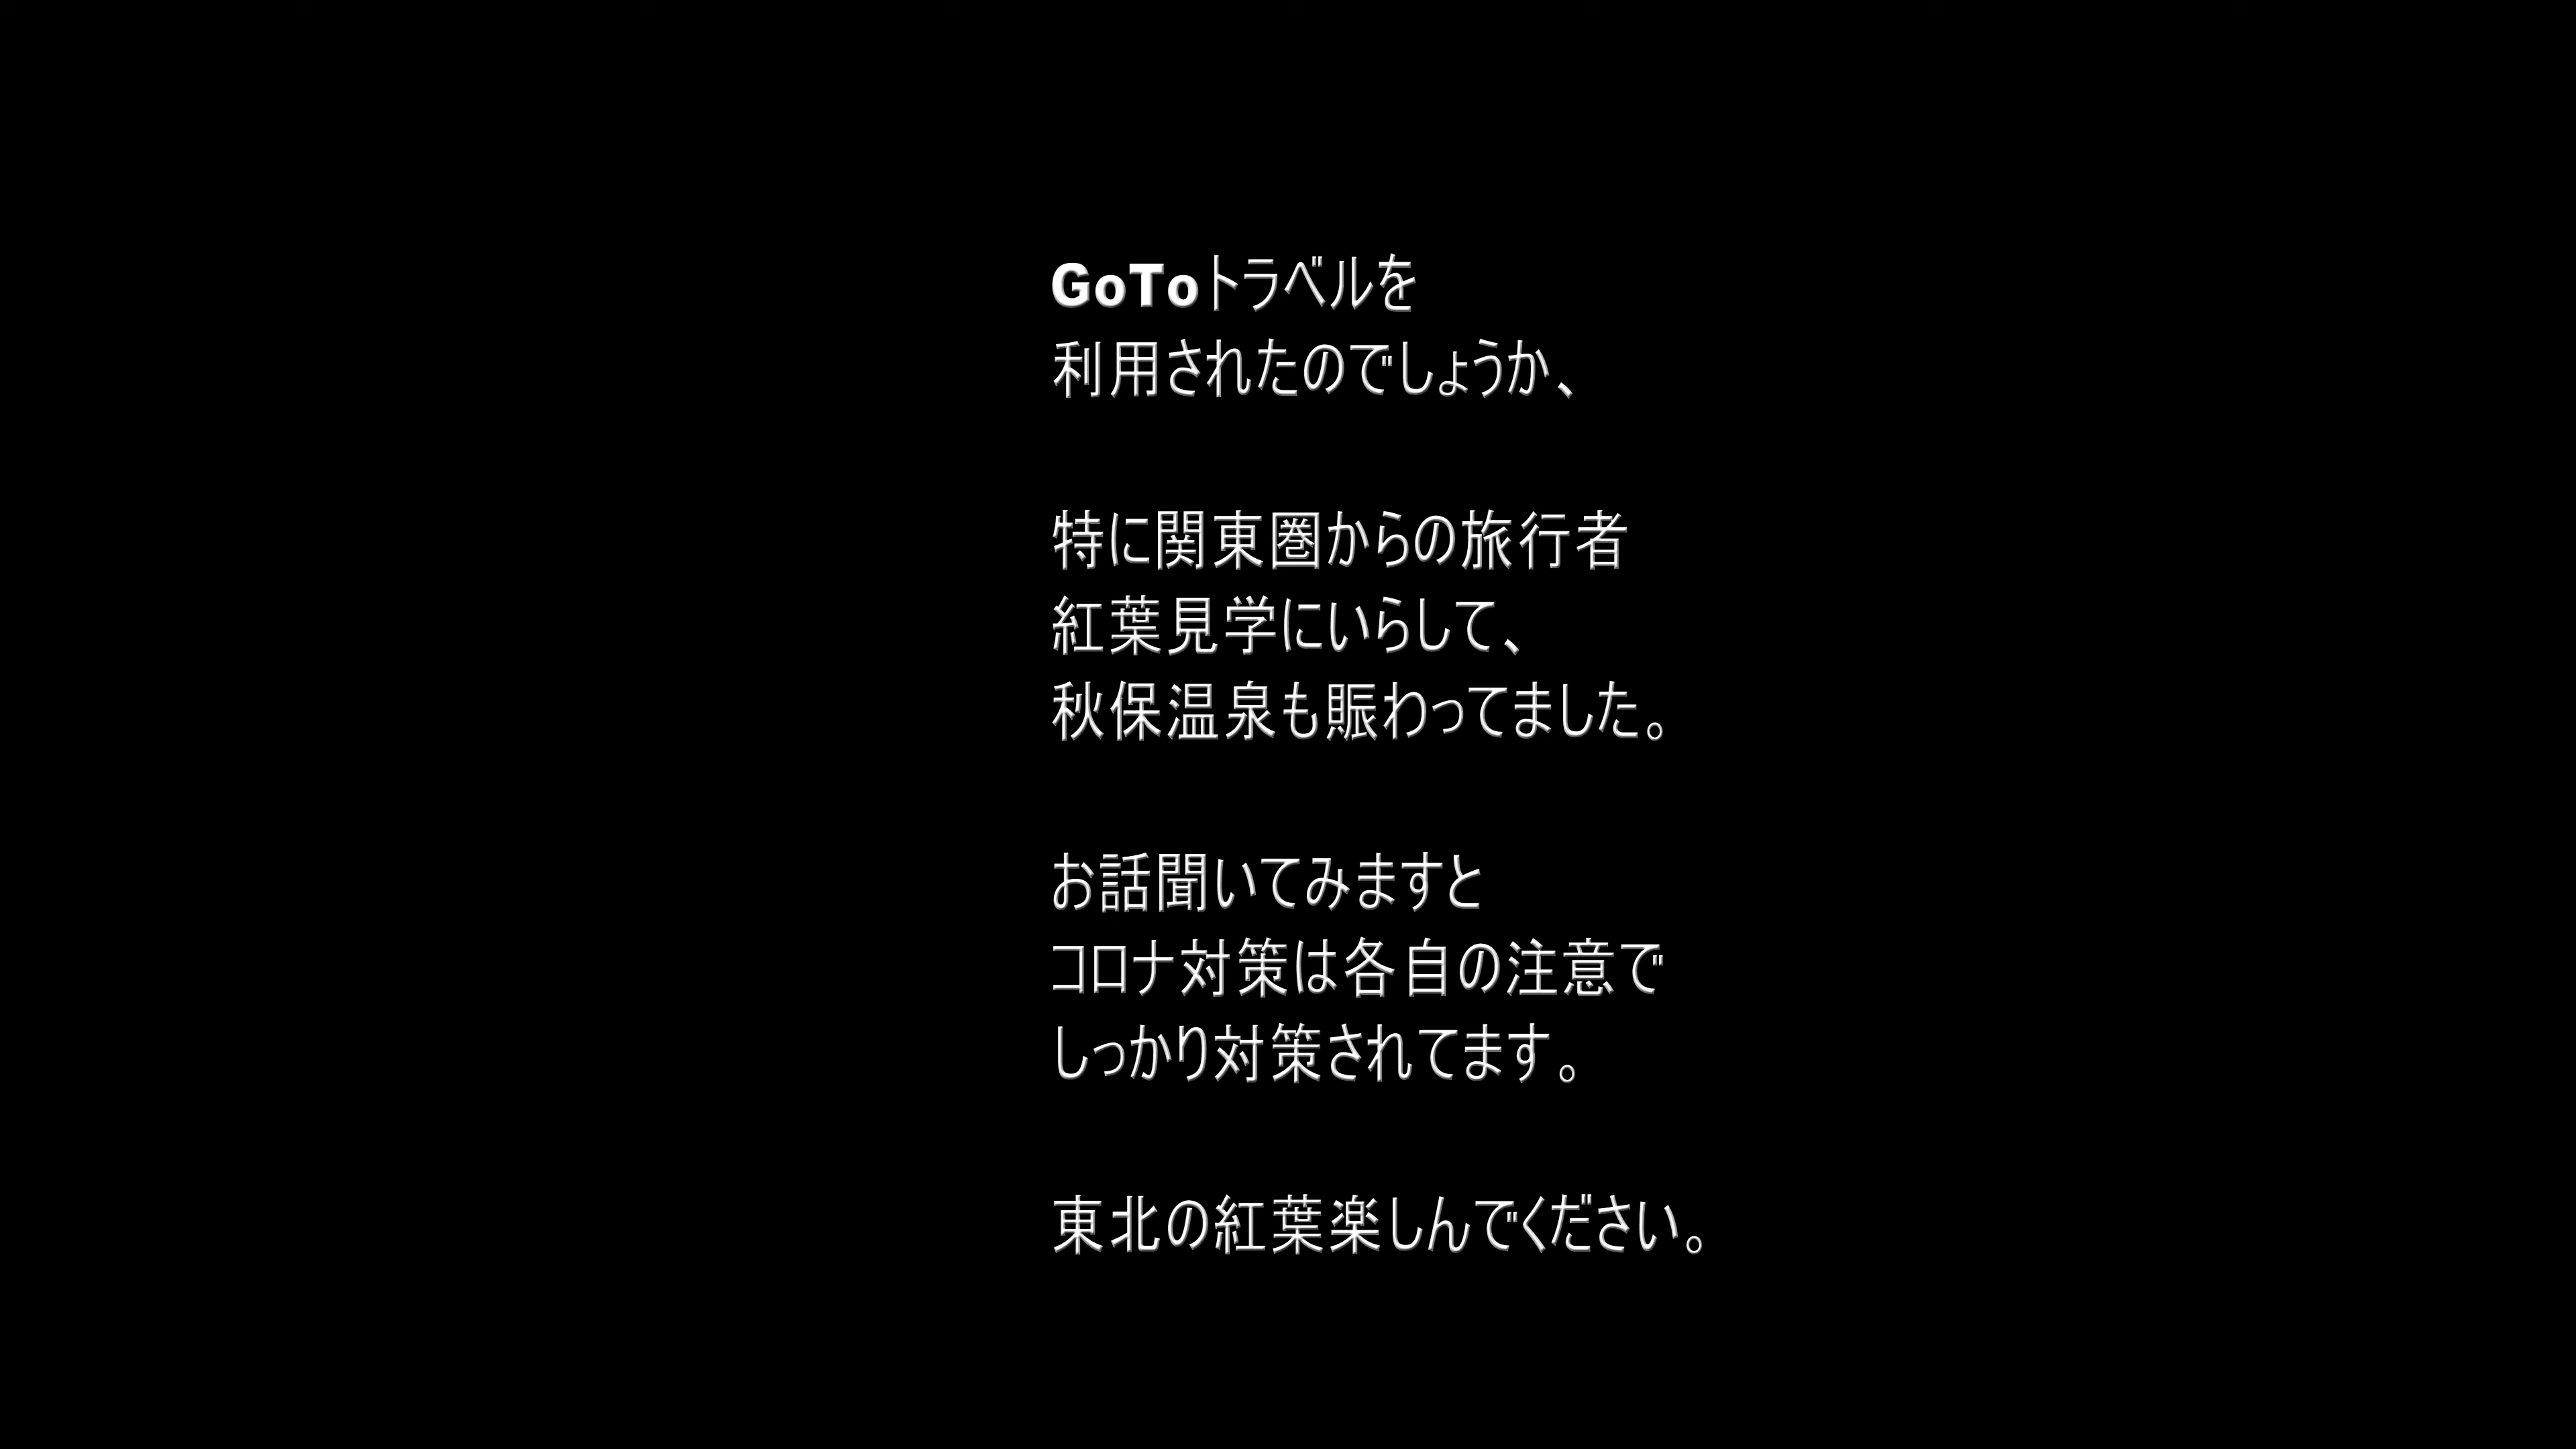 GoToトラベルを
利用されたのでしょうか、
特に関東圏からの旅行者
紅葉見学にいらして、
秋保温泉も賑わってました。
お話聞いてみますと
コロナ対策は各自の注意で
しっかり対策されてます。
東北の紅葉楽しんでください。